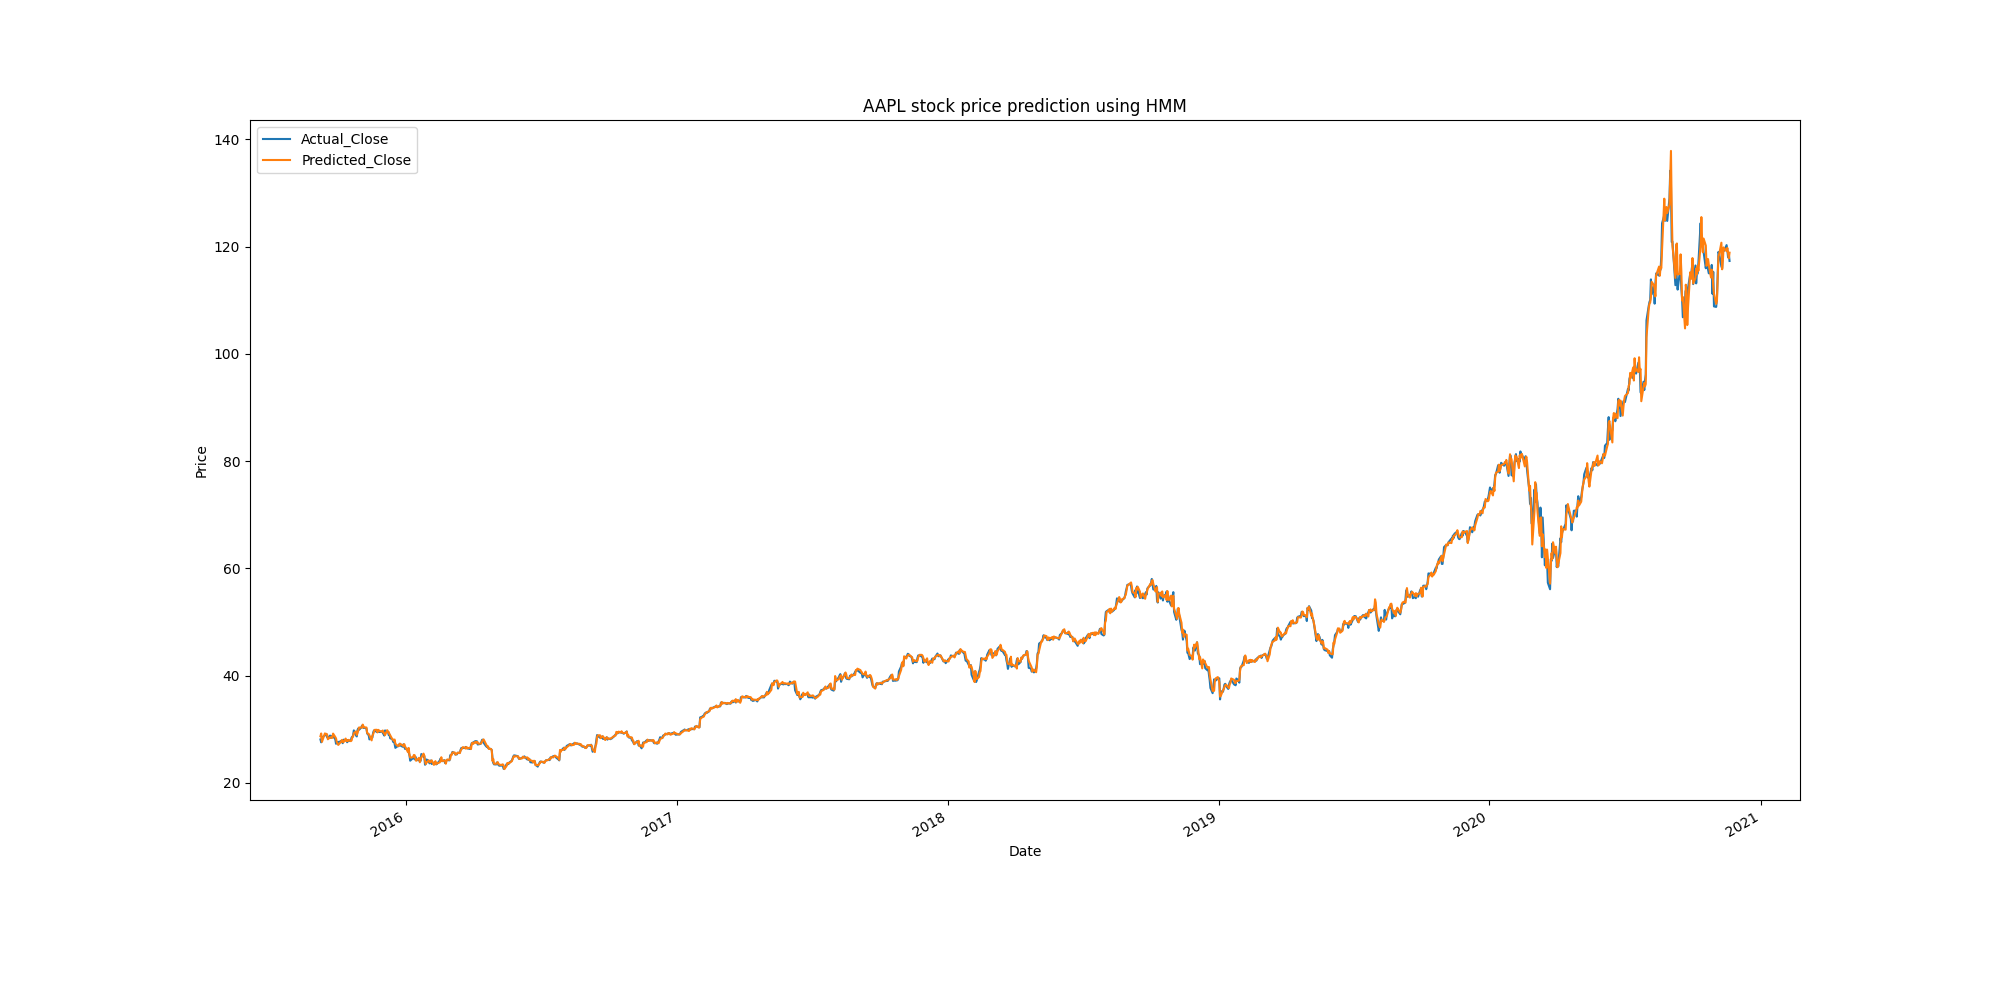 AAPL stock price prediction using HMM
Actual_Close
Predicted_Close
140
120
100
80
60
40
20
Price
2016
2017
2018
2019
2020
2021
Date